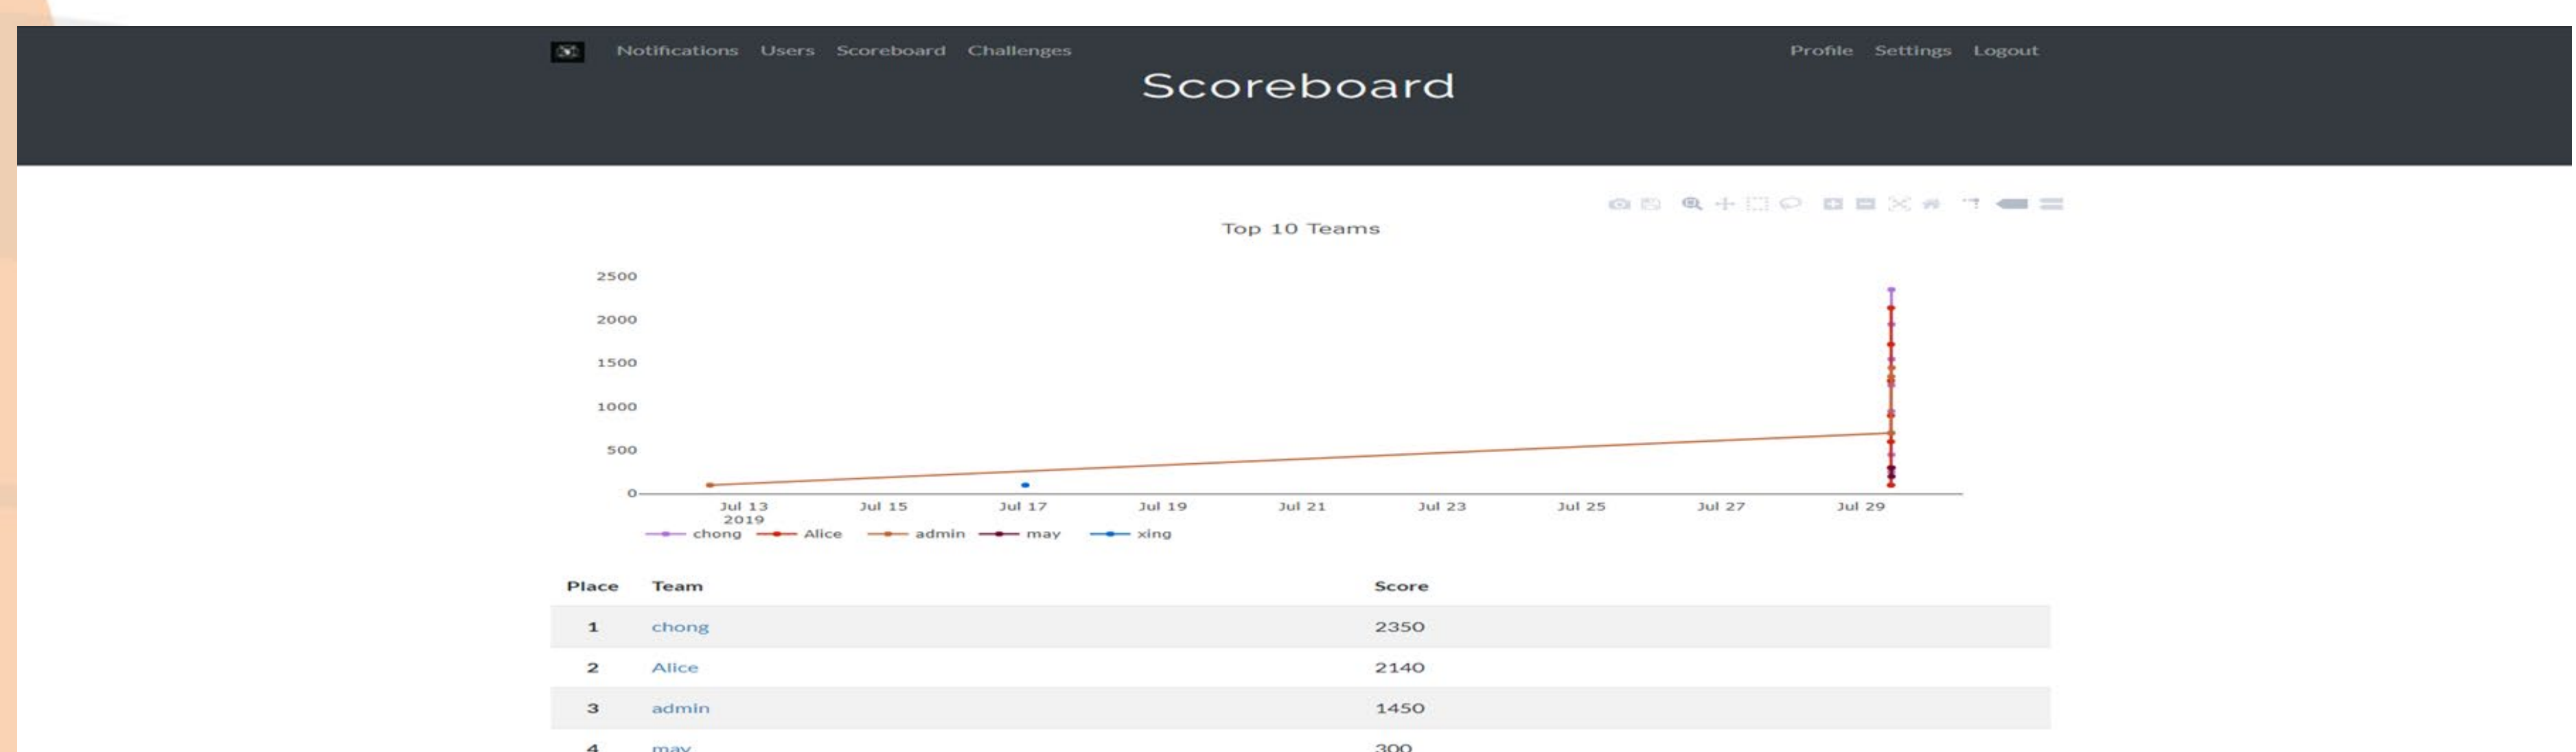 Notifications Users Scoreboard Challenges Profile Settings Logout
Scoreboard
Top 10 Teams
2500
2000
1500
1000
500
0
Jul 13 Jul 15 Jul 17 Jul 19 Jul 21 Jul 23 Jul 25 Jul 27 Jul 29
2019
chong Alice admin may xing
Place Team Score
1 chong 2350
2 Alice 2140
3 admin 1450
4 may 300